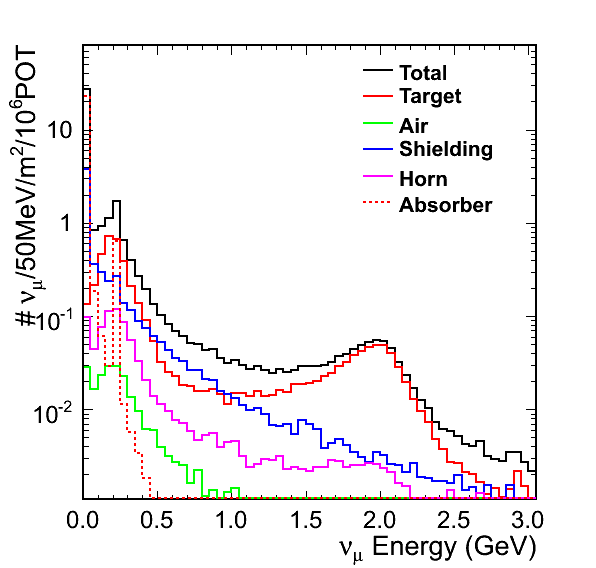 # ν_μ/50MeV/m²/10⁶POT
10
1
10⁻¹
10⁻²
Total
Target
Air
Shielding
Horn
Absorber
0.0 0.5 1.0 1.5 2.0 2.5 3.0
ν_μ Energy (GeV)